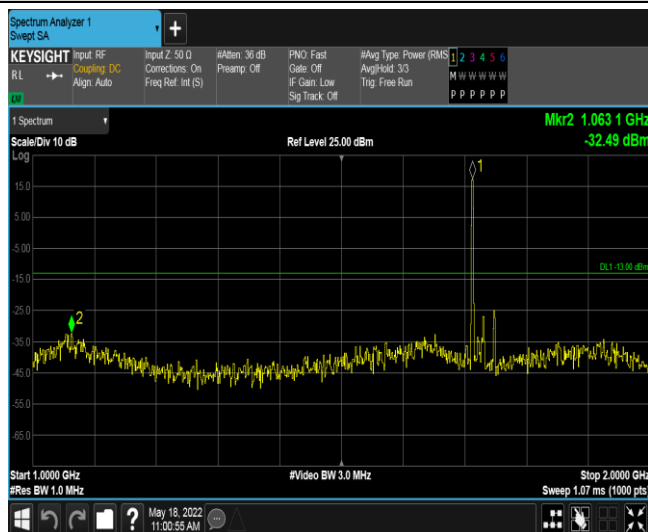 Spectrum Analyzer 1
Swept SA
+
KEYSIGHT Input: RF Input Z: 50 Ω #Atten: 36 dB PNO: Fast #Avg Type: Power (RMS 1 2 3 4 5 6
RL Coupling: DC Corrections: On Preamp: Off Gate: Off Avg|Hold: 3/3 M W W W W W
Align: Auto Freq Ref: Int (S) IF Gain: Low Trig: Free Run
Sig Track: Off P P P P P P
1 Spectrum Mkr2 1.063 1 GHz
Scale/Div 10 dB Ref Level 25.00 dBm -32.49 dBm
Log
1
15.0
5.00
-5.00
DL1 -13.00 dBm
-15.0
-25.0
2
-35.0
-45.0
-55.0
-65.0
Start 1.0000 GHz #Video BW 3.0 MHz Stop 2.0000 GHz
#Res BW 1.0 MHz Sweep 1.07 ms (1000 pts)
? May 18, 2022
11:00:55 AM